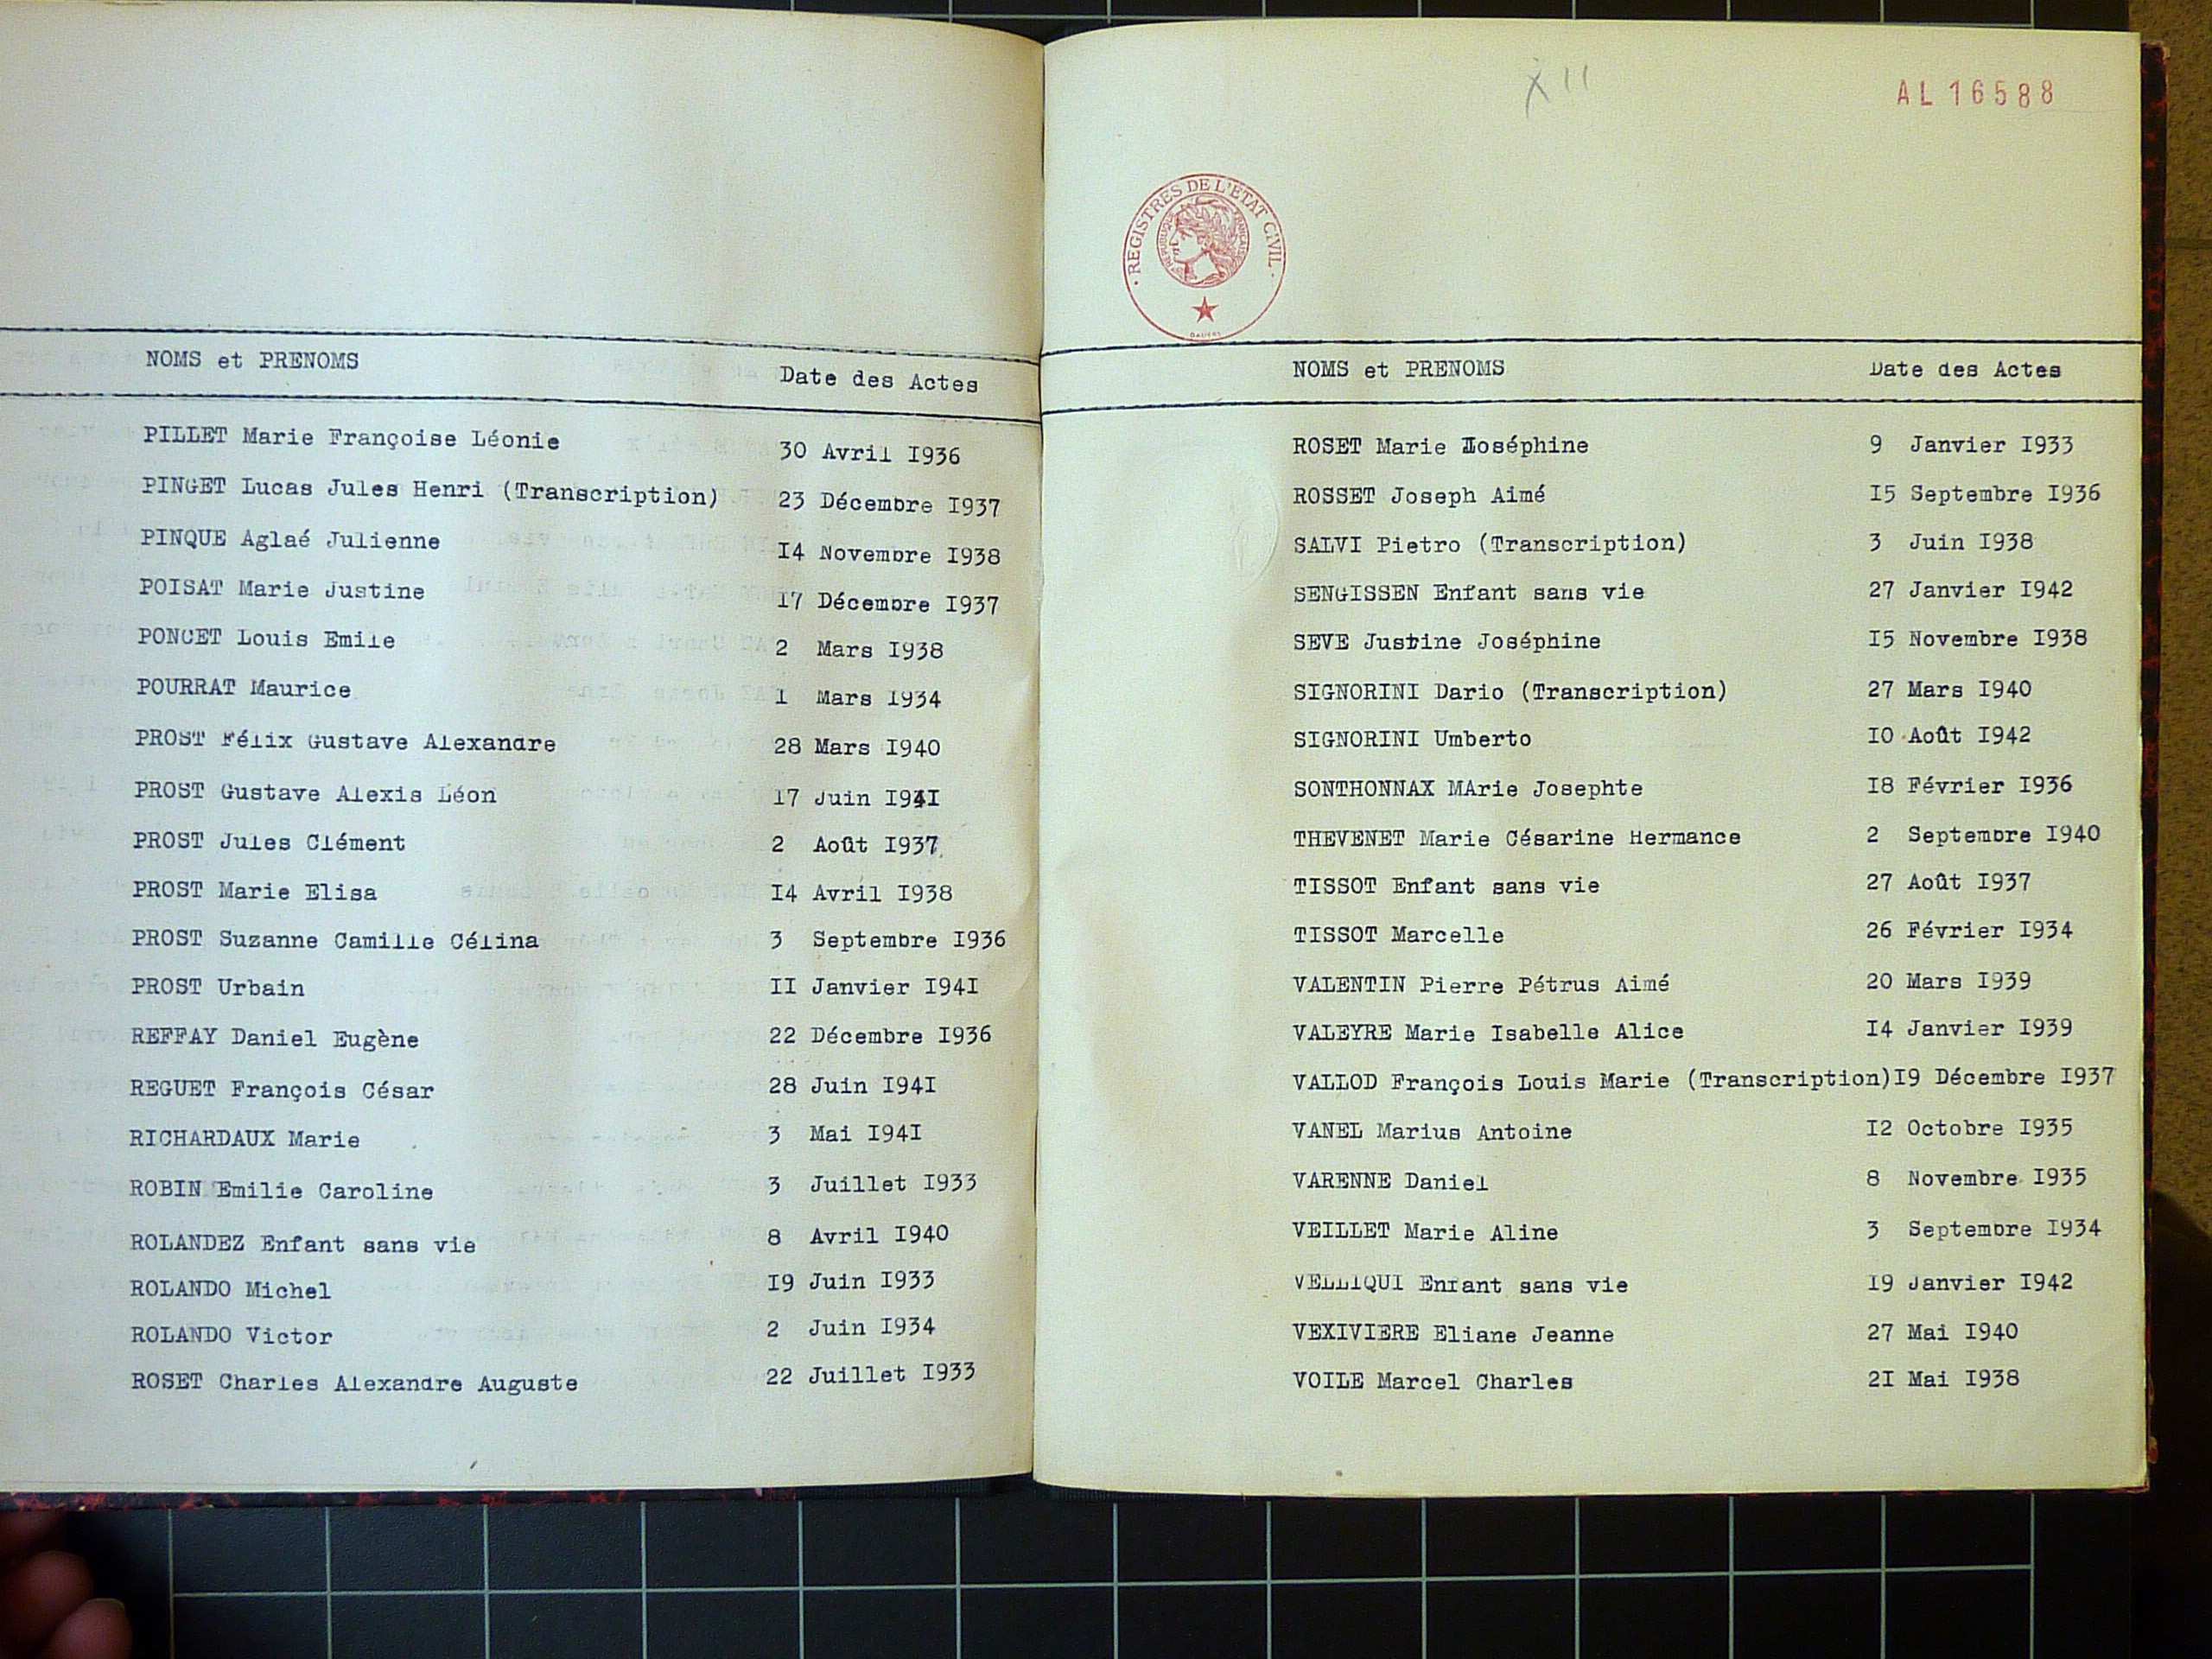 NOMS et PRENOMS Date des Actes
PILLET Marie Françoise Léonie 30 Avril I936
PINGET Lucas Jules Henri (Transcription) 23 Décembre I937
PINQUE Aglaé Julienne I4 Novembre I938
POISAT Marie Justine I7 Décembre I937
PONCET Louis Emile 2 Mars I938
POURRAT Maurice I Mars I934
PROST Félix Gustave Alexandre 28 Mars I940
PROST Gustave Alexis Léon I7 Juin I94I
PROST Jules Clément 2 Août I937
PROST Marie Elisa I4 Avril I938
PROST Suzanne Camille Célina 3 Septembre I936
PROST Urbain II Janvier I94I
REFFAY Daniel Eugène 22 Décembre I936
REGUET François César 28 Juin I94I
RICHARDAUX Marie 3 Mai I94I
ROBIN Emilie Caroline 3 Juillet I933
ROLANDEZ Enfant sans vie 8 Avril I940
ROLANDO Michel I9 Juin I933
ROLANDO Victor 2 Juin I934
ROSET Charles Alexandre Auguste 22 Juillet I933
X II
AL 16588
REGISTRES DE L'ETAT CIVIL
REPUBLIQUE FRANCAISE
NOMS et PRENOMS Date des Actes
ROSET Marie Joséphine 9 Janvier I933
ROSSET Joseph Aimé I5 Septembre I936
SALVI Pietro (Transcription) 3 Juin I938
SENGISSEN Enfant sans vie 27 Janvier I942
SEVE Justine Joséphine I5 Novembre I938
SIGNORINI Dario (Transcription) 27 Mars I940
SIGNORINI Umberto IO Août I942
SONTHONNAX MArie Josephte I8 Février I936
THEVENET Marie Césarine Hermance 2 Septembre I940
TISSOT Enfant sans vie 27 Août I937
TISSOT Marcelle 26 Février I934
VALENTIN Pierre Pétrus Aimé 20 Mars I939
VALEYRE Marie Isabelle Alice I4 Janvier I939
VALLOD François Louis Marie (Transcription)I9 Décembre I937
VANEL Marius Antoine I2 Octobre I935
VARENNE Daniel 8 Novembre I935
VEILLET Marie Aline 3 Septembre I934
VELLIQUI Enfant sans vie I9 Janvier I942
VEXIVIERE Eliane Jeanne 27 Mai I940
VOILE Marcel Charles 2I Mai I938